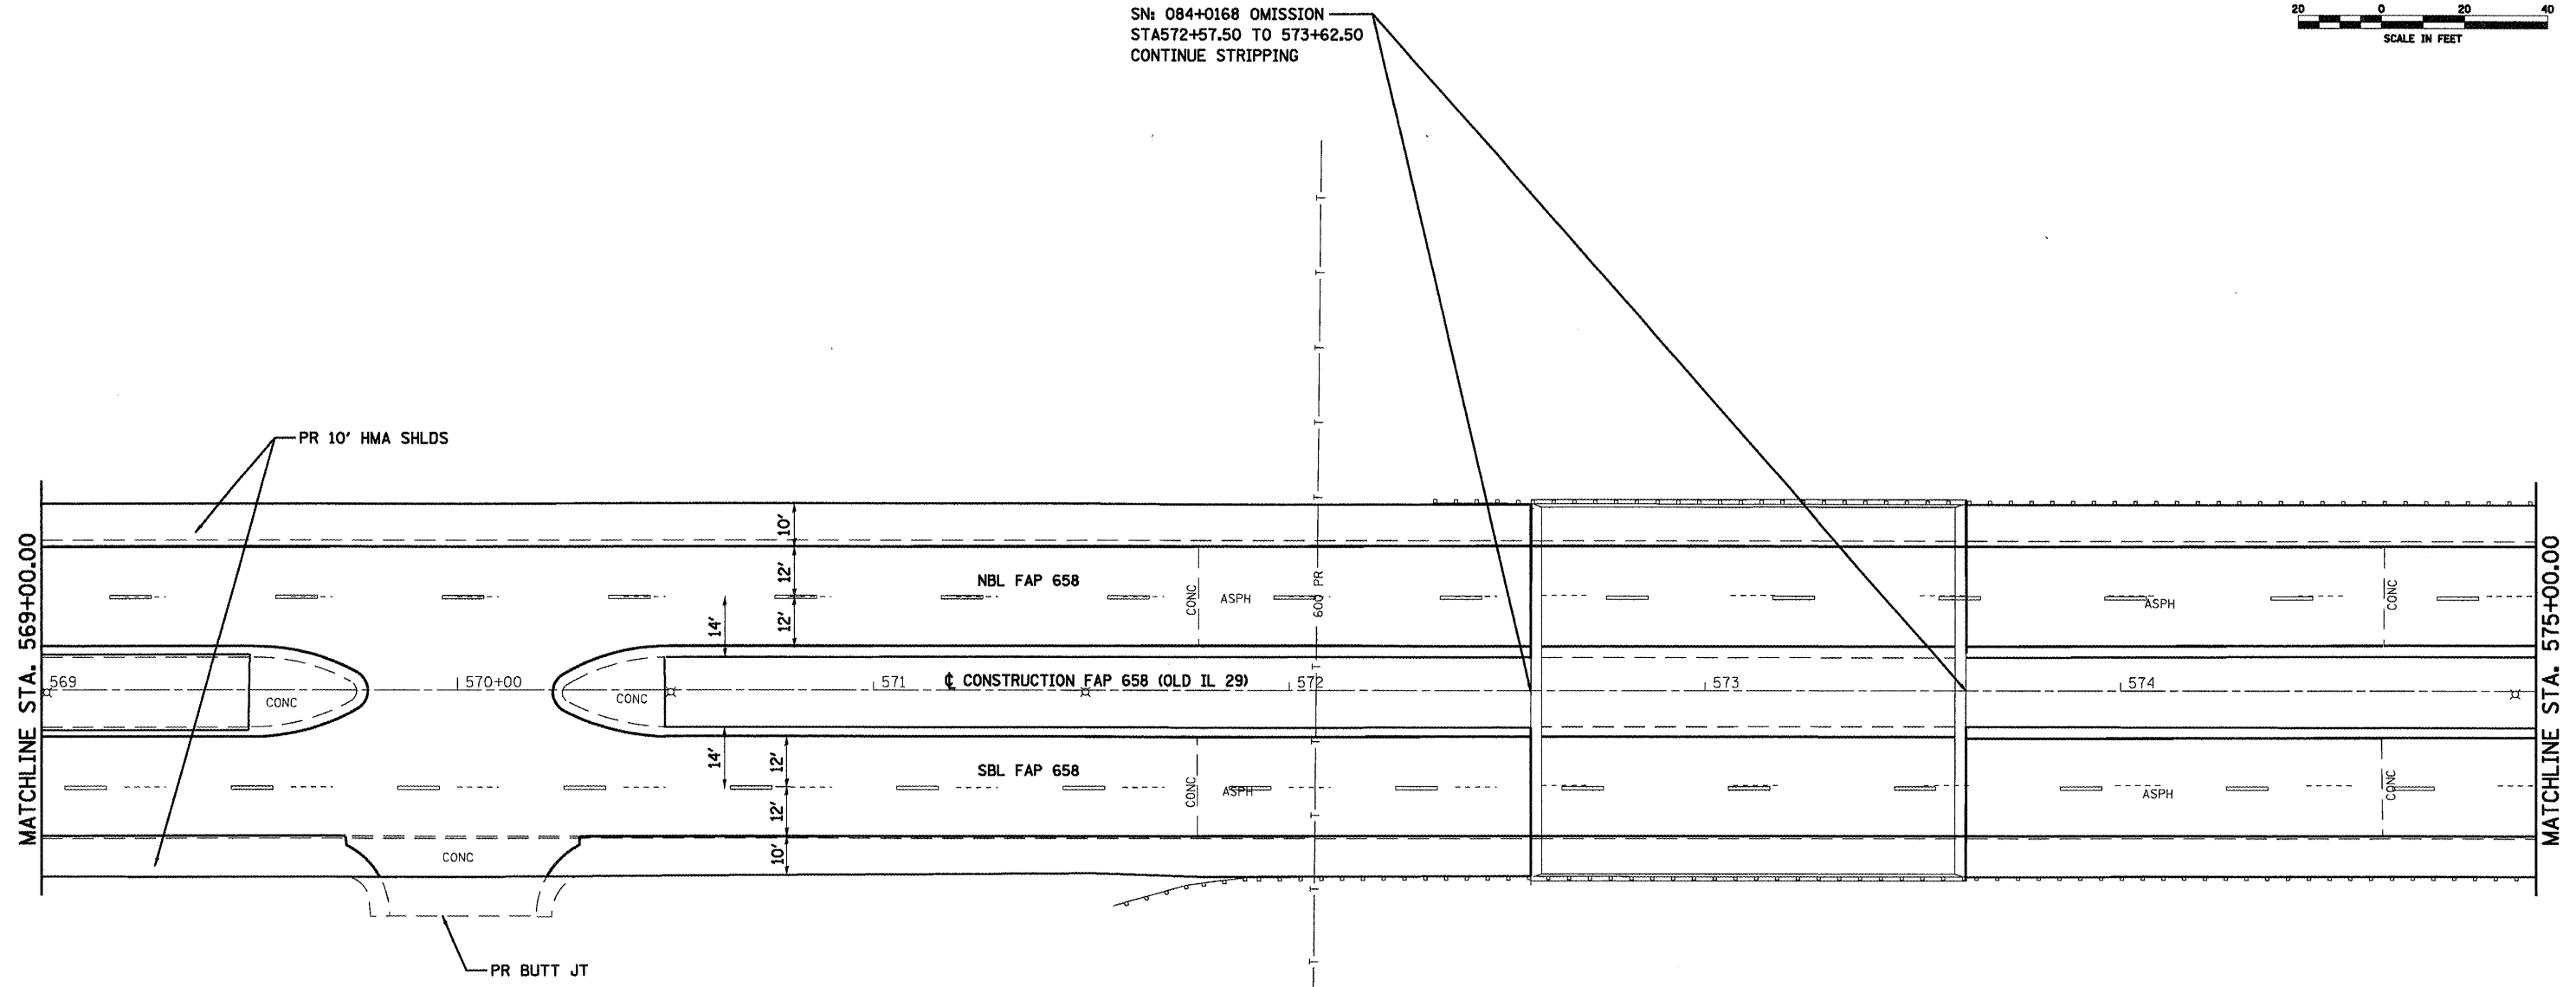 SN: 084+0168 OMISSION
STA572+57.50 TO 573+62.50
CONTINUE STRIPPING
20 0 20 40
SCALE IN FEET
PR 10' HMA SHLDS
MATCHLINE STA. 569+00.00
10'
12'
12'
14'
NBL FAP 658
CONC
ASPH
600 PR
ASPH
CONC
MATCHLINE STA. 575+00.00
569
CONC
570+00
CONC
571
℄ CONSTRUCTION FAP 658 (OLD IL 29)
572
573
574
14'
12'
12'
10'
SBL FAP 658
CONC
ASPH
ASPH
CONC
CONC
PR BUTT JT
T
T
T
T
T
T
T
T
T
T